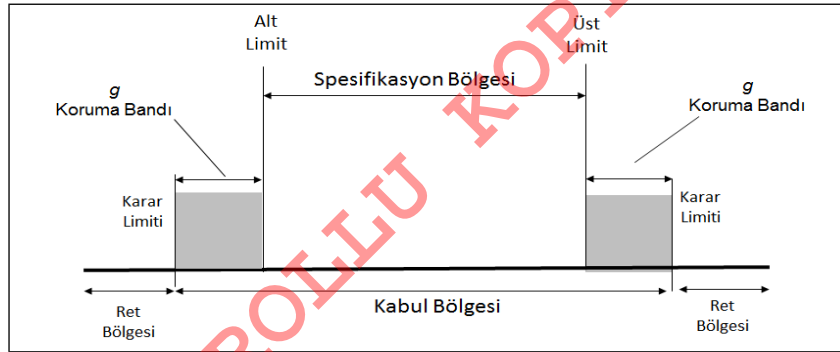 Alt
Limit
Üst
Limit
g
Koruma Bandı
Spesifikasyon Bölgesi
g
Koruma Bandı
Karar
Limiti
Karar
Limiti
Ret
Bölgesi
Kabul Bölgesi
Ret
Bölgesi